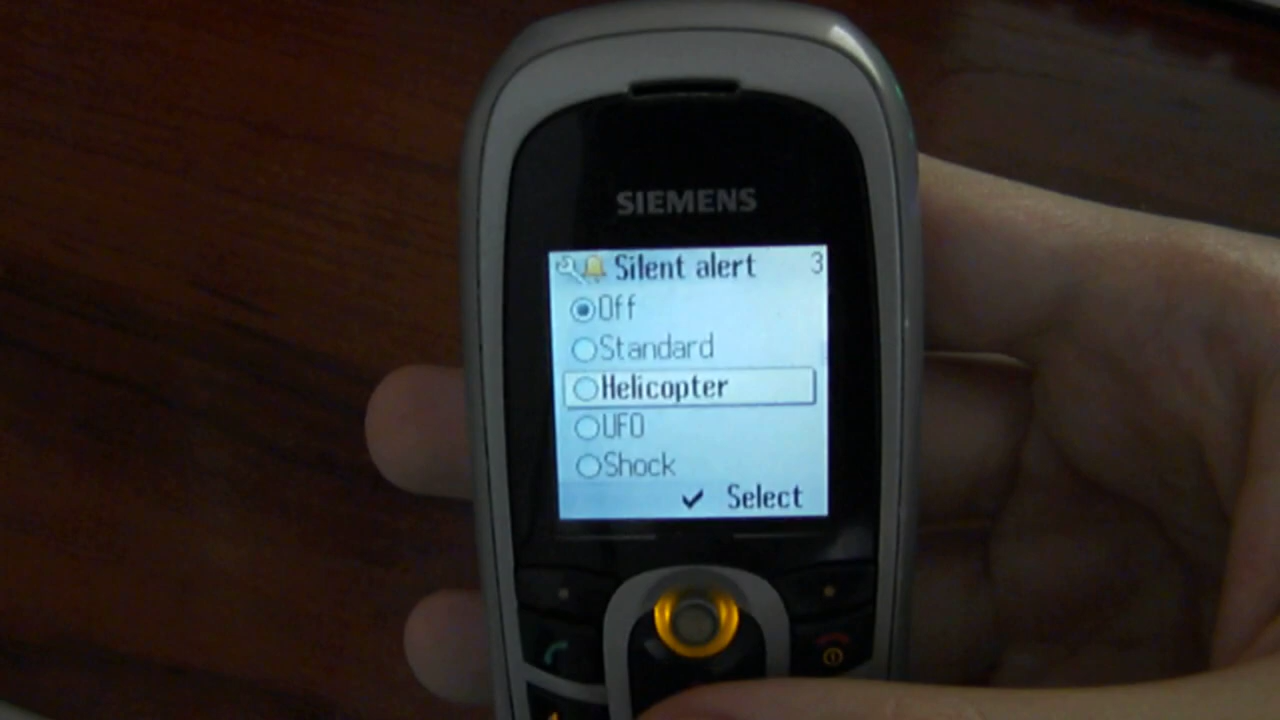 SIEMENS
Silent alert 3
Off
Standard
Helicopter
UFO
Shock
Select